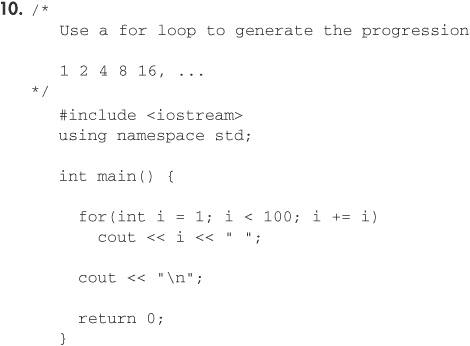 10. /*
Use a for loop to generate the progression
1 2 4 8 16, ...
*/
#include <iostream>
using namespace std;
int main() {
for(int i = 1; i < 100; i += i)
cout << i << " ";
cout << "\n";
return 0;
}